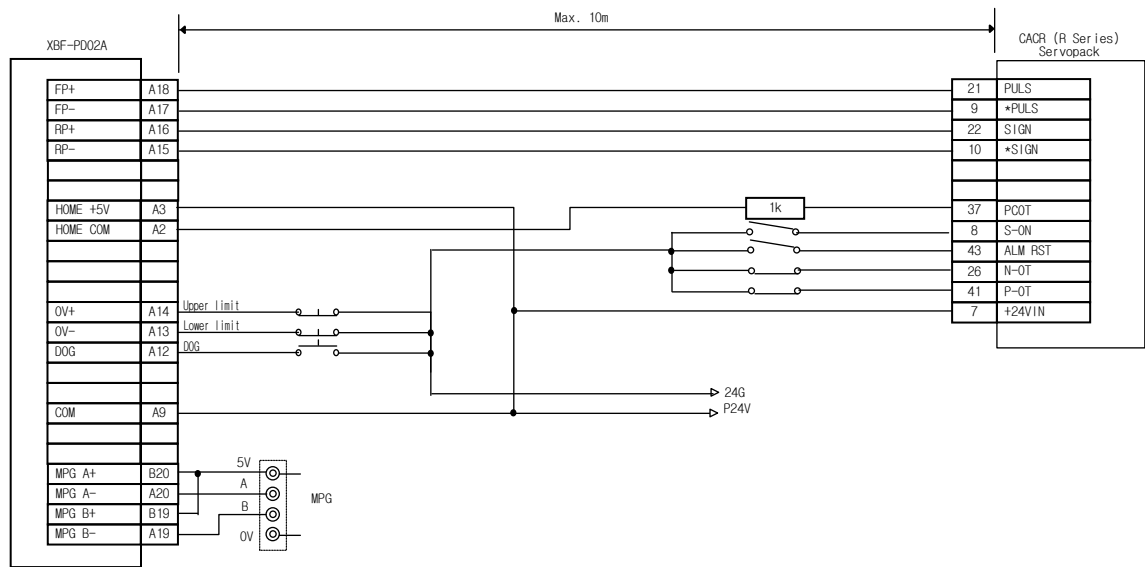 Max. 10m
XBF-PD02A
CACR (R Series)
Servopack
FP+ A18
FP- A17
RP+ A16
RP- A15
HOME +5V A3
HOME COM A2
OV+ A14 Upper limit
OV- A13 Lower limit
DOG A12 DOG
COM A9
MPG A+ B20
MPG A- A20
MPG B+ B19
MPG B- A19
5V
A
B
0V
MPG
1k
24G
P24V
21 PULS
9 *PULS
22 SIGN
10 *SIGN
37 PCOT
8 S-ON
43 ALM RST
26 N-OT
41 P-OT
7 +24VIN